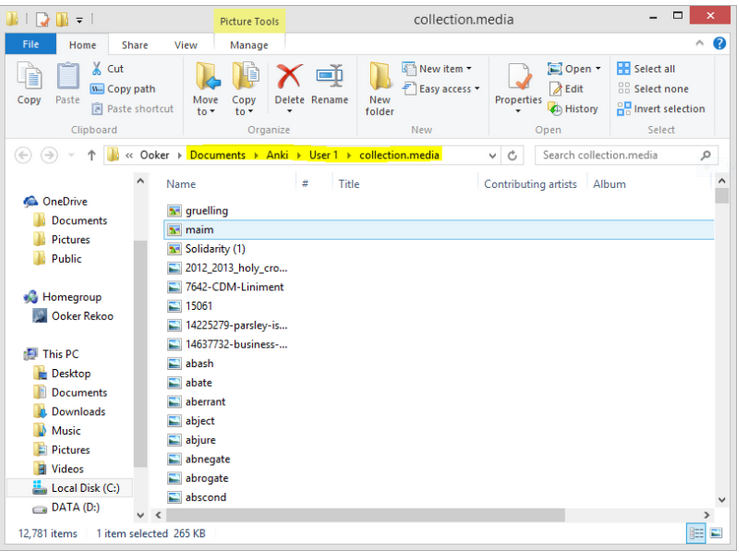 Picture Tools
collection.media
File Home Share View Manage
Copy
Paste
Cut
Copy path
Paste shortcut
Clipboard
Move to
Copy to
Delete
Rename
Organize
New folder
New item
Easy access
New
Properties
Open
Edit
History
Open
Select all
Select none
Invert selection
Select
« Ooker Documents Anki User 1 collection.media
Search collection.media
OneDrive
Documents
Pictures
Public
Homegroup
Ooker Rekoo
This PC
Desktop
Documents
Downloads
Music
Pictures
Videos
Local Disk (C:)
DATA (D:)
Name # Title Contributing artists Album
gruelling
maim
Solidarity (1)
2012_2013_holy_cro...
7642-CDM-Liniment
15061
14225279-parsley-is...
14637732-business-...
abash
abate
aberrant
abject
abjure
abnegate
abrogate
abscond
12,781 items 1 item selected 265 KB